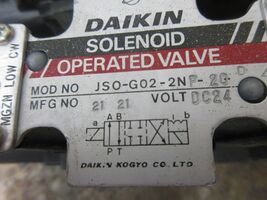 DAIKIN
SOLENOID
OPERATED VALVE
MOD NO JSO-G02-2NP-20-D
MFG NO 21 21 VOLT DC24
a A B b
P T
DAIKIN KOGYO CO. LTD.
MGZN LOW CW